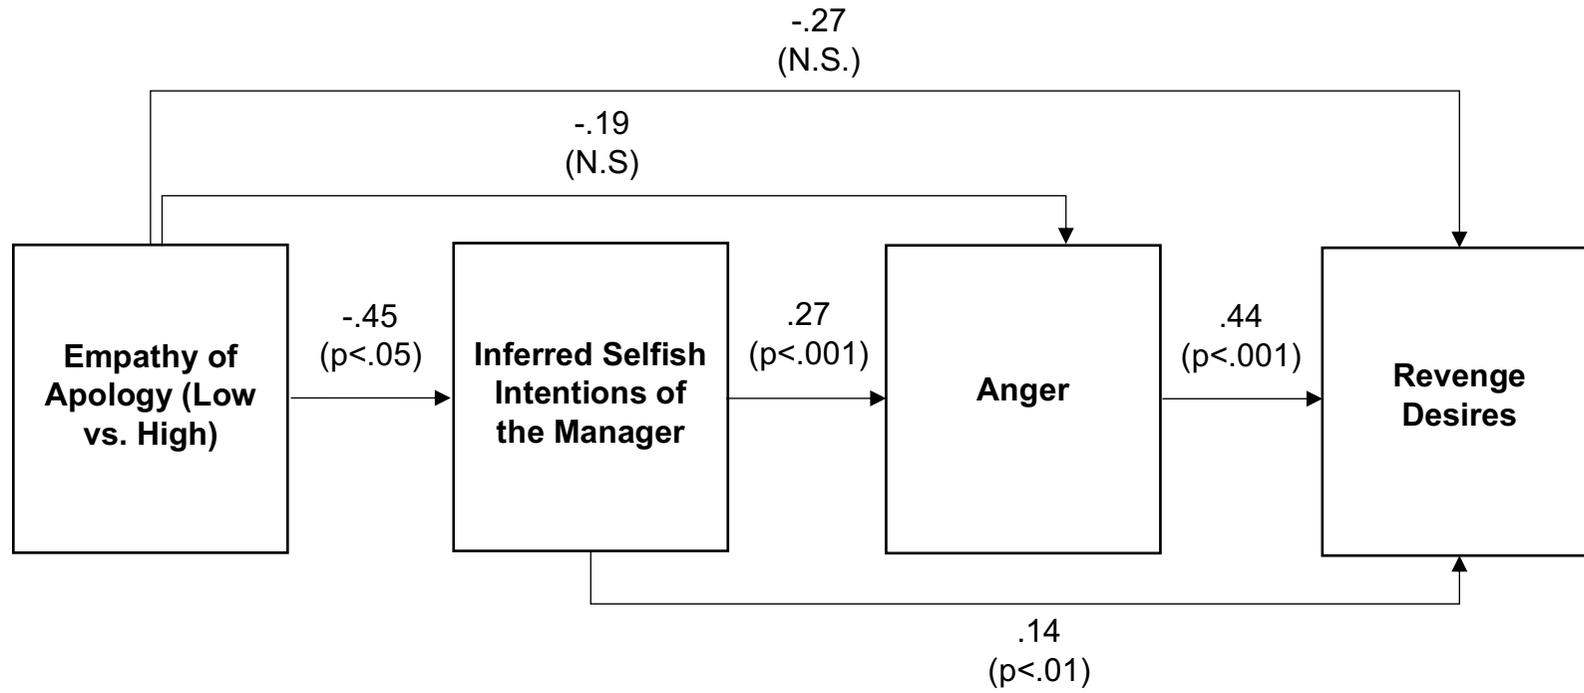 -.27
(N.S.)
-.19
(N.S)
Empathy of
Apology (Low
vs. High)
-.45
(p<.05)
Inferred Selfish
Intentions of
the Manager
.27
(p<.001)
Anger
.44
(p<.001)
Revenge
Desires
.14
(p<.01)